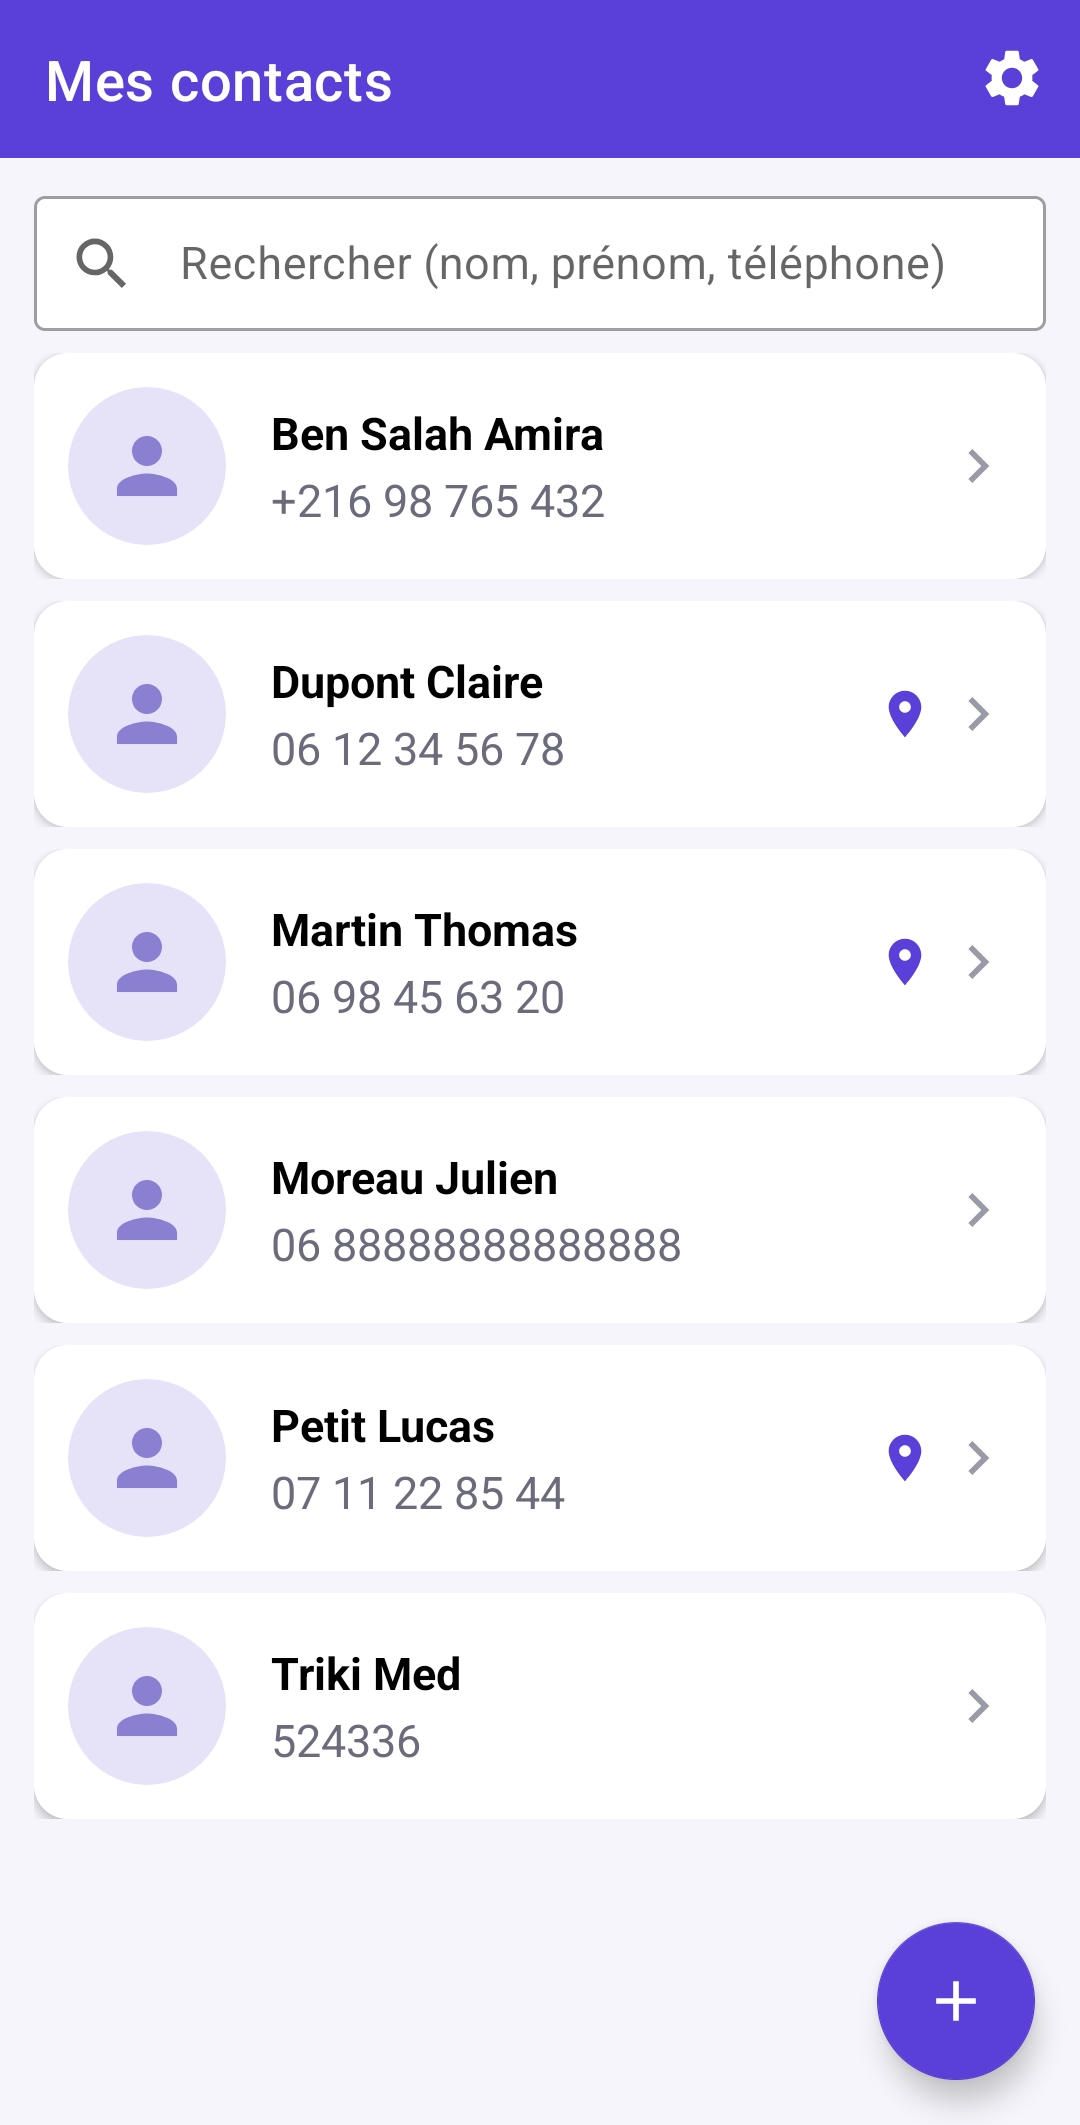 Mes contacts
Rechercher (nom, prénom, téléphone)
Ben Salah Amira
+216 98 765 432
Dupont Claire
06 12 34 56 78
Martin Thomas
06 98 45 63 20
Moreau Julien
06 88888888888888
Petit Lucas
07 11 22 85 44
Triki Med
524336